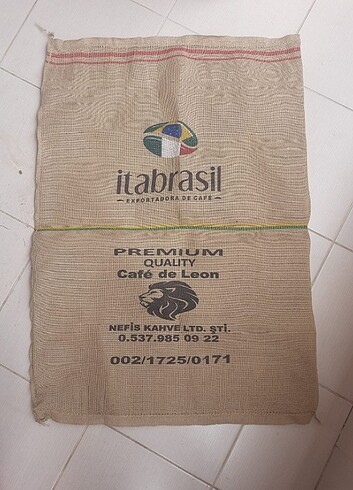 itabrasil
EXPORTADORA DE CAFÉ
PREMIUM
QUALITY
Café de Leon
NEFİS KAHVE LTD. ŞTİ.
0.537.985 09 22
002/1725/0171